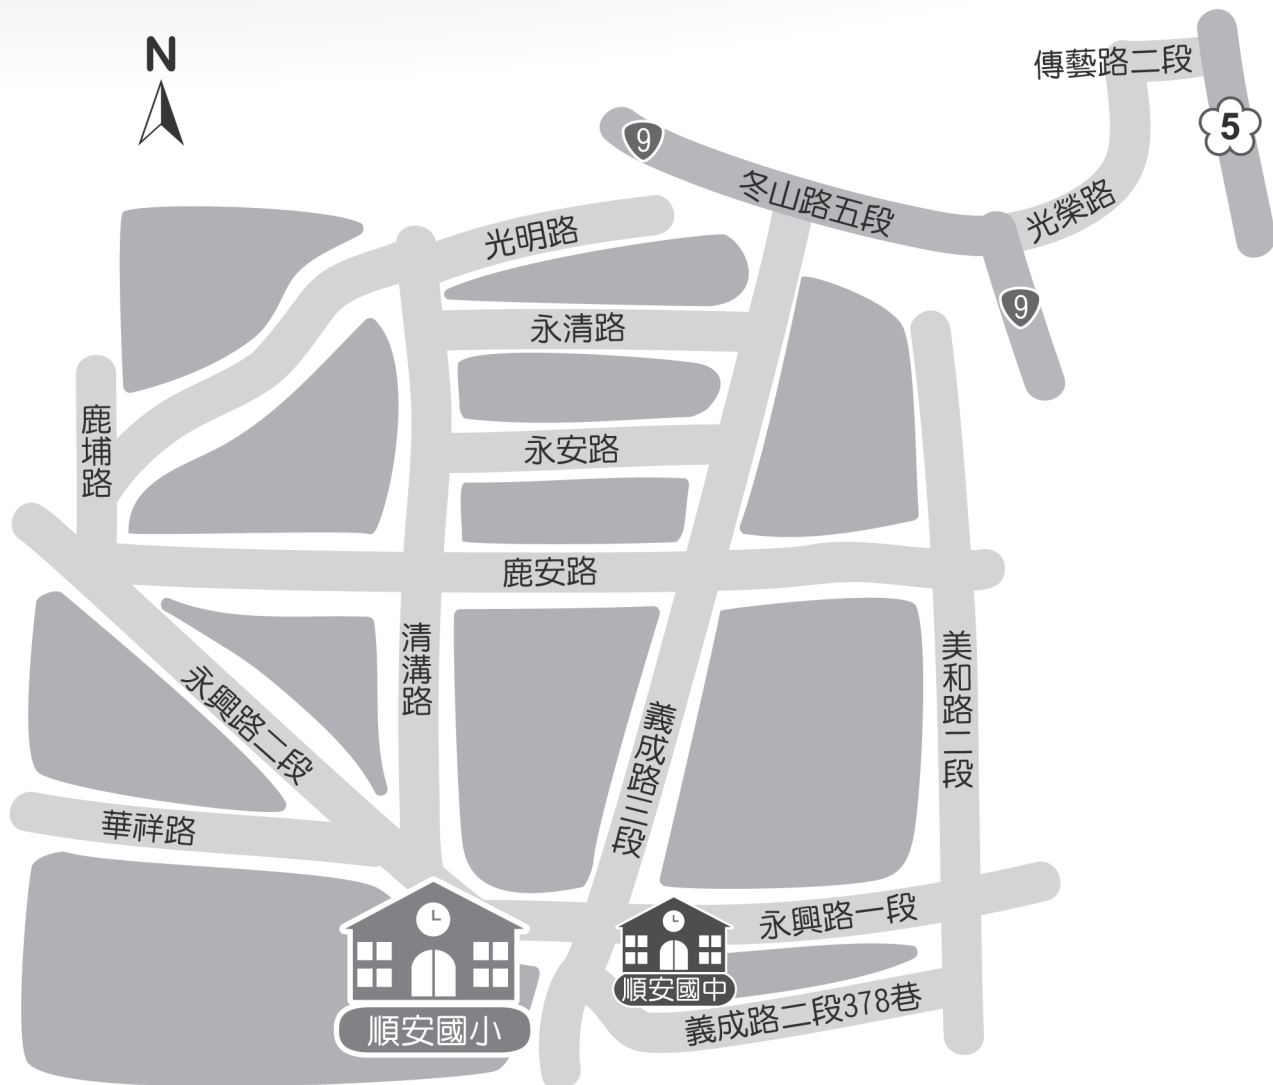 N
傳藝路二段
5
9
冬山路五段
光榮路
光明路
9
永清路
鹿埔路
永安路
鹿安路
清溝路
美和路二段
永興路二段
義成路三段
華祥路
永興路一段
順安國中
義成路二段378巷
順安國小